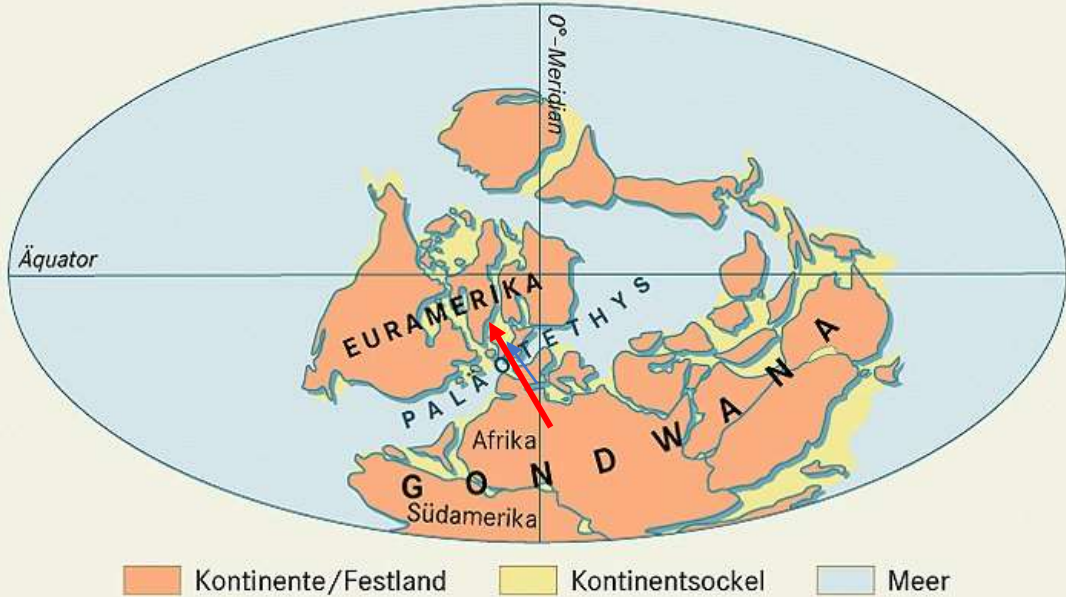 0°-Meridian
Äquator
EURAMERIKA
PALÄOTETHYS
Afrika
GONDWANA
Südamerika
Kontinente/Festland
Kontinentsockel
Meer